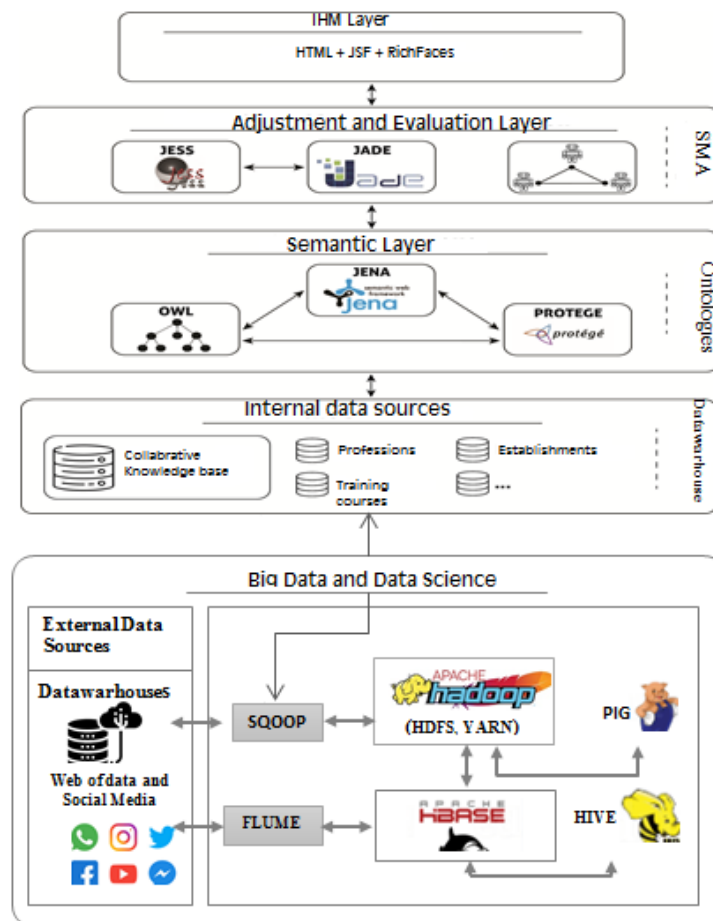 IHM Layer
HTML + JSF + RichFaces
Adjustment and Evaluation Layer
SMA
JESS
JADE
Jess
Jade
Semantic Layer
Ontologies
JENA
semantic web
framework
jena
OWL
PROTEGE
protégé
Internal data sources
Datawarhouse
Collabrative
Knowledge base
Professions
Establishments
Training
courses
...
Big Data and Data Science
External Data
Sources
Datawarhouses
SQOOP
APACHE
hadoop
(HDFS, YARN)
PIG
Web of data and
Social Media
FLUME
APACHE
HBASE
HIVE